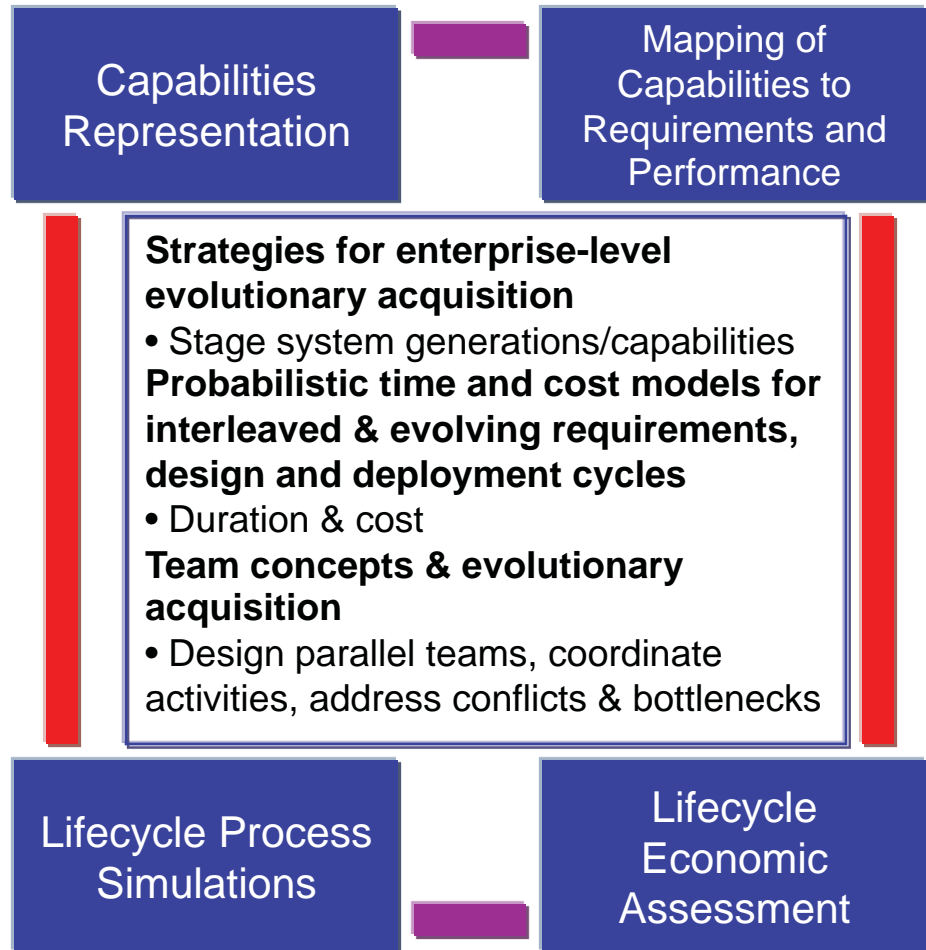 Capabilities
Representation
Mapping of
Capabilities to
Requirements and
Performance
Strategies for enterprise-level
evolutionary acquisition
• Stage system generations/capabilities
Probabilistic time and cost models for
interleaved & evolving requirements,
design and deployment cycles
• Duration & cost
Team concepts & evolutionary
acquisition
• Design parallel teams, coordinate
activities, address conflicts & bottlenecks
Lifecycle Process
Simulations
Lifecycle
Economic
Assessment